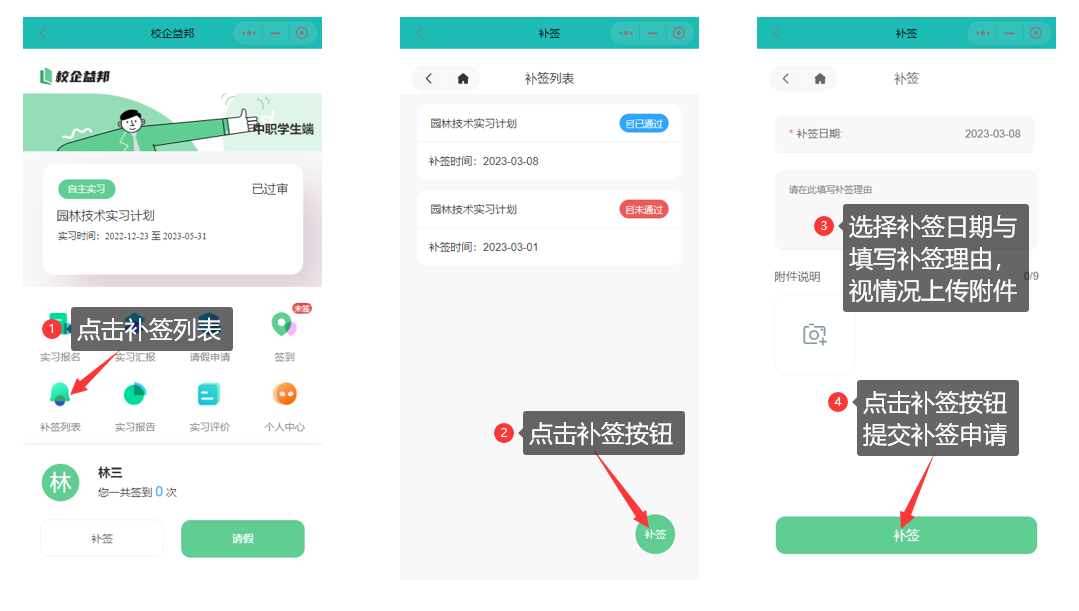 校企益邦
校企益邦
中职学生端
自主实习
已过审
园林技术实习计划
实习时间：2022-12-23 至 2023-05-31
未签
1
点击补签列表
实习报名
实习汇报
请假申请
签到
补签列表
实习报告
实习评价
个人中心
林
林三
您一共签到 0 次
补签
请假
补签
补签列表
园林技术实习计划
已通过
补签时间：2023-03-08
园林技术实习计划
未通过
补签时间：2023-03-01
2
点击补签按钮
补签
补签
补签
* 补签日期:
2023-03-08
请在此填写补签理由
3
选择补签日期与
填写补签理由，
视情况上传附件
附件说明
0/9
4
点击补签按钮
提交补签申请
补签